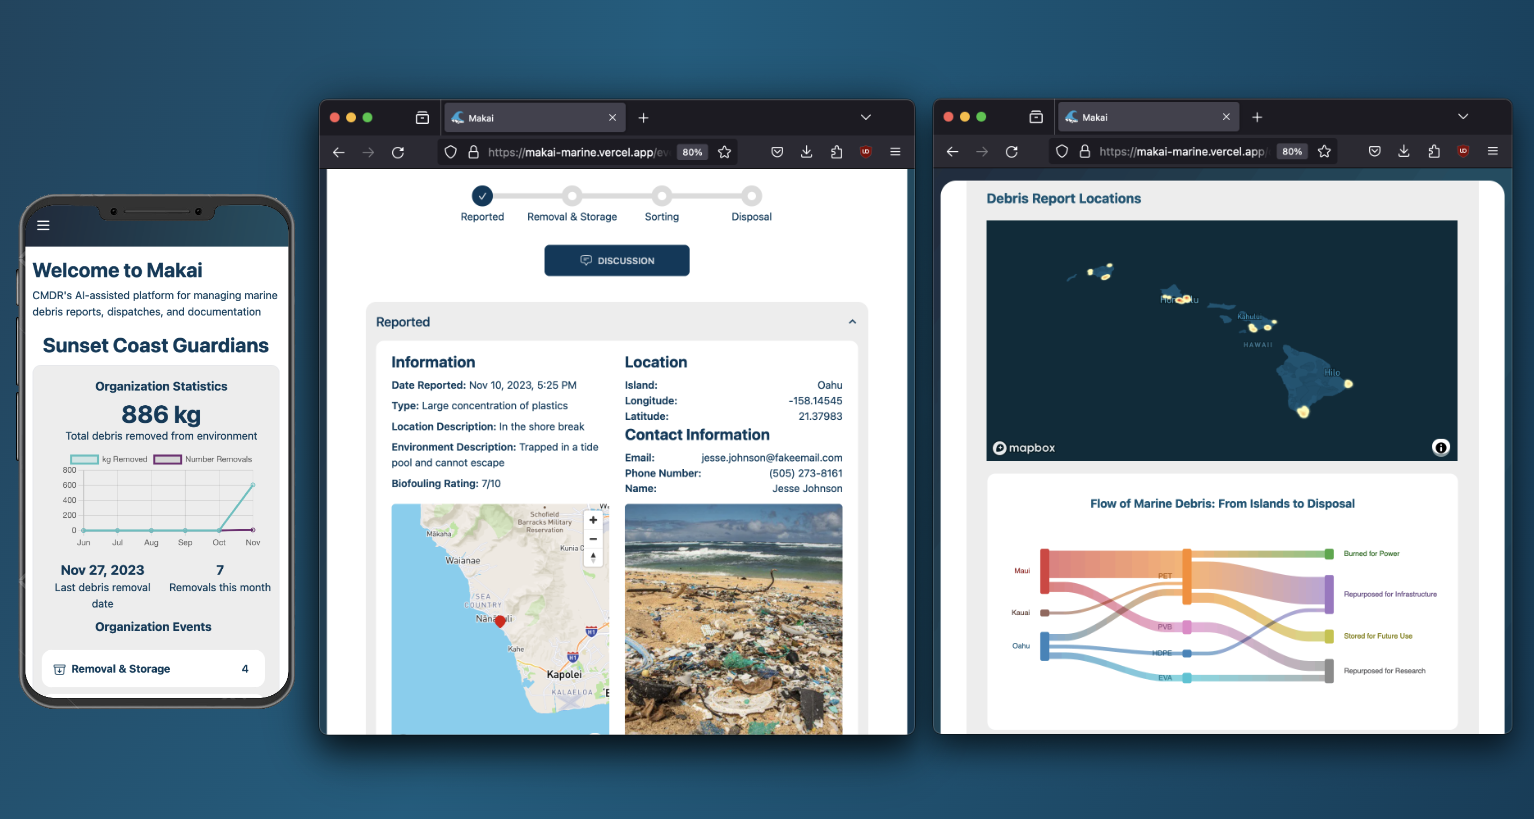 Welcome to Makai
CMDR's AI-assisted platform for managing marine
debris reports, dispatches, and documentation
Sunset Coast Guardians
Organization Statistics
886 kg
Total debris removed from environment
kg Removed Number Removals
800
600
400
200
0
Jun Jul Aug Sep Oct Nov
Nov 27, 2023 7
Last debris removal Removals this month
date
Organization Events
Removal & Storage 4
Makai
https://makai-marine.vercel.app/ev 80%
Reported Removal & Storage Sorting Disposal
DISCUSSION
Reported
Information
Date Reported: Nov 10, 2023, 5:25 PM
Type: Large concentration of plastics
Location Description: In the shore break
Environment Description: Trapped in a tide
pool and cannot escape
Biofouling Rating: 7/10
Location
Island: Oahu
Longitude: -158.14545
Latitude: 21.37983
Contact Information
Email: jesse.johnson@fakeemail.com
Phone Number: (505) 273-8161
Name: Jesse Johnson
Schofield
Barracks Military
Reservation
Mākaha
Waianae
Kunia C
/SEA
COUNTRY
Nanakuli
H1
Kahe
H1
Kapolei
KALAELOA
Makai
https://makai-marine.vercel.app 80%
UD
Debris Report Locations
Honolulu
Kahului
HAWAII
Hilo
mapbox
Flow of Marine Debris: From Islands to Disposal
Maui
Kauai
Oahu
PET
PVB
HDPE
EVA
Burned for Power
Repurposed for Infrastructure
Stored for Future Use
Repurposed for Research